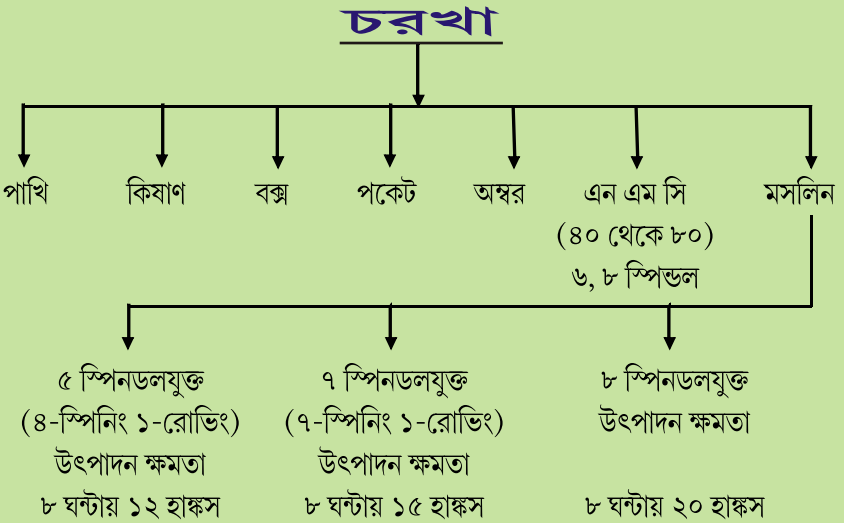 চরখা
পাখি কিষাণ বক্স পকেট অম্বর এন এম সি মসলিন
(৪০ থেকে ৮০)
৬, ৮ স্পিন্ডল
৫ স্পিনডলযুক্ত ৭ স্পিনডলযুক্ত ৮ স্পিনডলযুক্ত
(৪-স্পিনিং ১-রোভিং) (৭-স্পিনিং ১-রোভিং) উৎপাদন ক্ষমতা
উৎপাদন ক্ষমতা উৎপাদন ক্ষমতা
৮ ঘন্টায় ১২ হাঙ্কস ৮ ঘন্টায় ১৫ হাঙ্কস ৮ ঘন্টায় ২০ হাঙ্কস